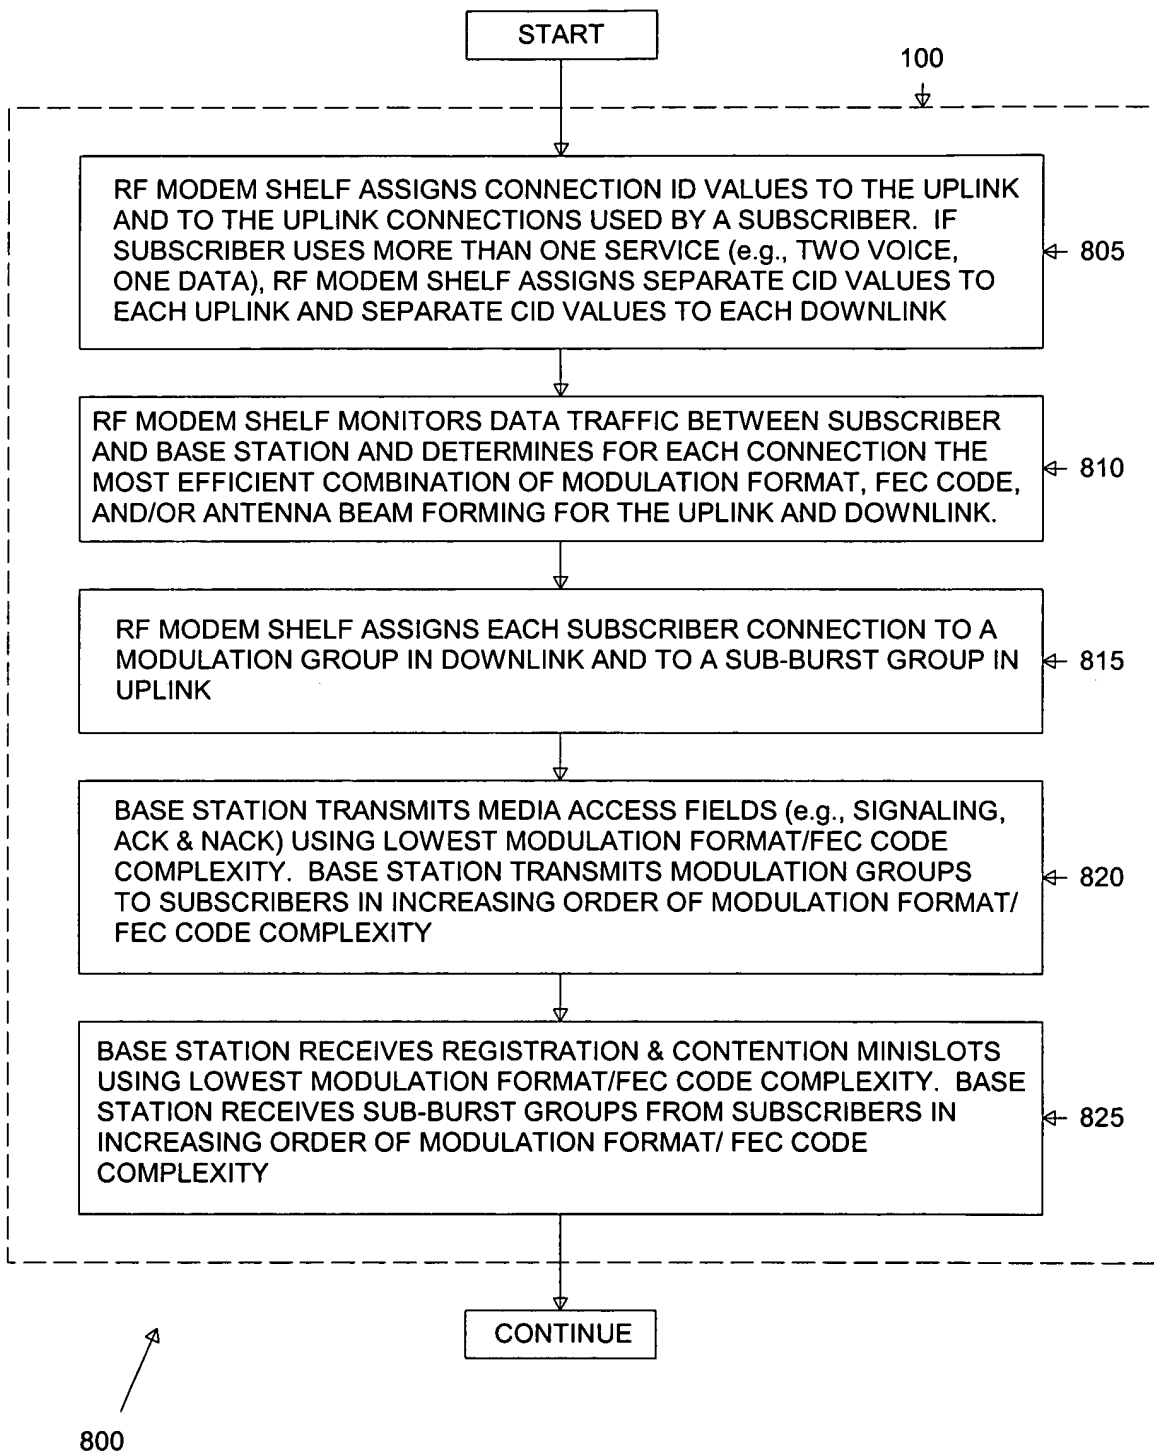 START
100
RF MODEM SHELF ASSIGNS CONNECTION ID VALUES TO THE UPLINK
AND TO THE UPLINK CONNECTIONS USED BY A SUBSCRIBER. IF
SUBSCRIBER USES MORE THAN ONE SERVICE (e.g., TWO VOICE,
ONE DATA), RF MODEM SHELF ASSIGNS SEPARATE CID VALUES TO
EACH UPLINK AND SEPARATE CID VALUES TO EACH DOWNLINK
805
RF MODEM SHELF MONITORS DATA TRAFFIC BETWEEN SUBSCRIBER
AND BASE STATION AND DETERMINES FOR EACH CONNECTION THE
MOST EFFICIENT COMBINATION OF MODULATION FORMAT, FEC CODE,
AND/OR ANTENNA BEAM FORMING FOR THE UPLINK AND DOWNLINK.
810
RF MODEM SHELF ASSIGNS EACH SUBSCRIBER CONNECTION TO A
MODULATION GROUP IN DOWNLINK AND TO A SUB-BURST GROUP IN
UPLINK
815
BASE STATION TRANSMITS MEDIA ACCESS FIELDS (e.g., SIGNALING,
ACK & NACK) USING LOWEST MODULATION FORMAT/FEC CODE
COMPLEXITY. BASE STATION TRANSMITS MODULATION GROUPS
TO SUBSCRIBERS IN INCREASING ORDER OF MODULATION FORMAT/
FEC CODE COMPLEXITY
820
BASE STATION RECEIVES REGISTRATION & CONTENTION MINISLOTS
USING LOWEST MODULATION FORMAT/FEC CODE COMPLEXITY. BASE
STATION RECEIVES SUB-BURST GROUPS FROM SUBSCRIBERS IN
INCREASING ORDER OF MODULATION FORMAT/ FEC CODE
COMPLEXITY
825
CONTINUE
800